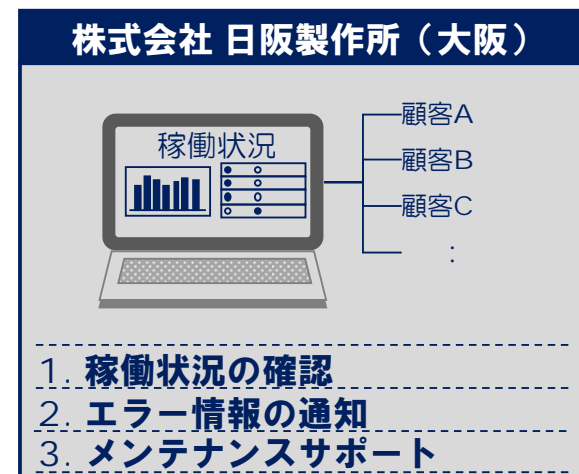 株式会社 日阪製作所（大阪）
稼働状況
顧客A
顧客B
顧客C
：
1. 稼働状況の確認
2. エラー情報の通知
3. メンテナンスサポート